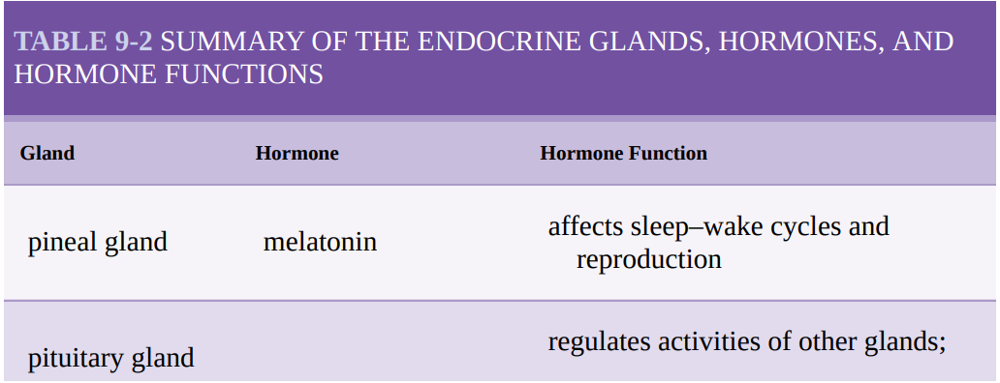 TABLE 9-2 SUMMARY OF THE ENDOCRINE GLANDS, HORMONES, AND
HORMONE FUNCTIONS
Gland Hormone Hormone Function
pineal gland melatonin affects sleep–wake cycles and
reproduction
pituitary gland regulates activities of other glands;